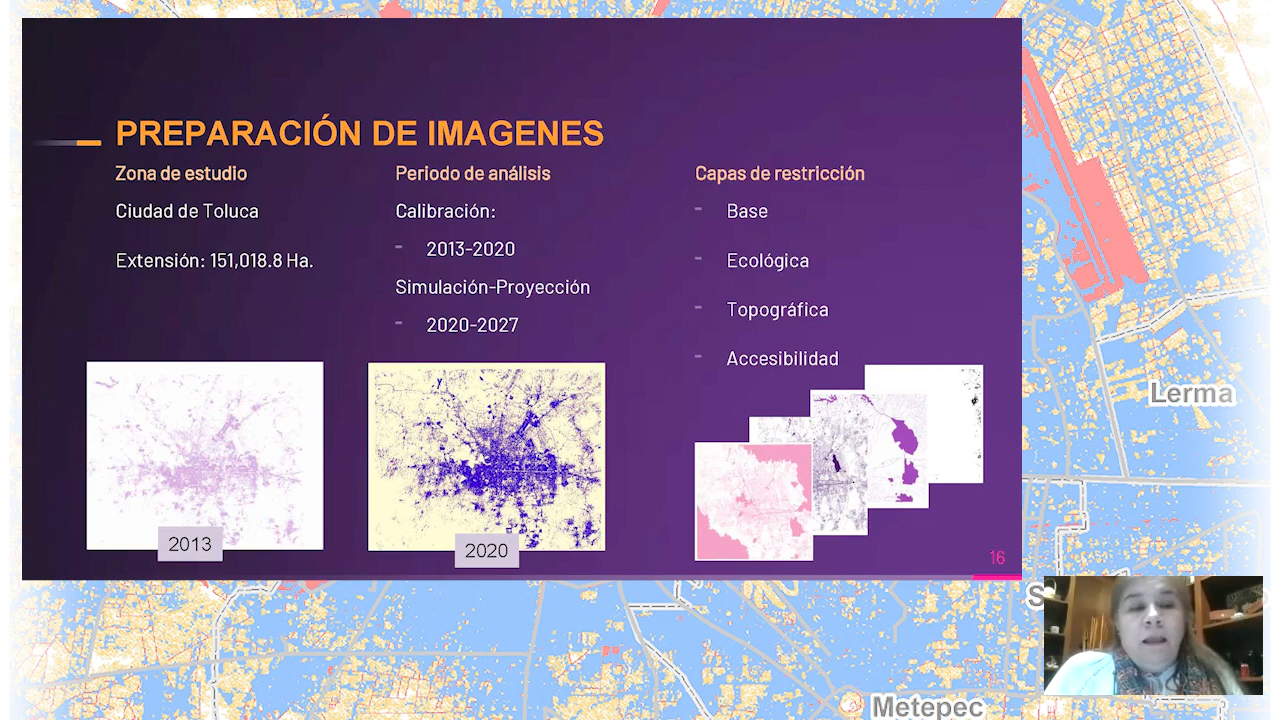 PREPARACIÓN DE IMAGENES
Zona de estudio
Ciudad de Toluca
Extensión: 151,018.8 Ha.
Periodo de análisis
Calibración:
- 2013-2020
Simulación-Proyección
- 2020-2027
Capas de restricción
- Base
- Ecológica
- Topográfica
- Accesibilidad
2013
2020
16
Lerma
Metepec